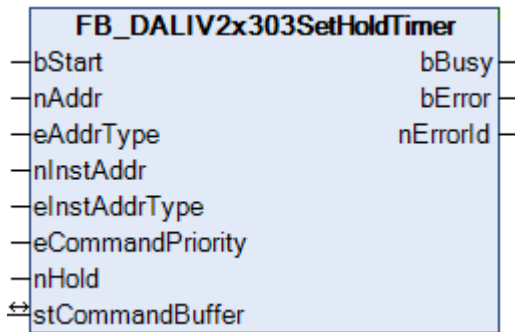 FB_DALIV2x303SetHoldTimer
bStart bBusy
nAddr bError
eAddrType nErrorId
nInstAddr
eInstAddrType
eCommandPriority
nHold
stCommandBuffer